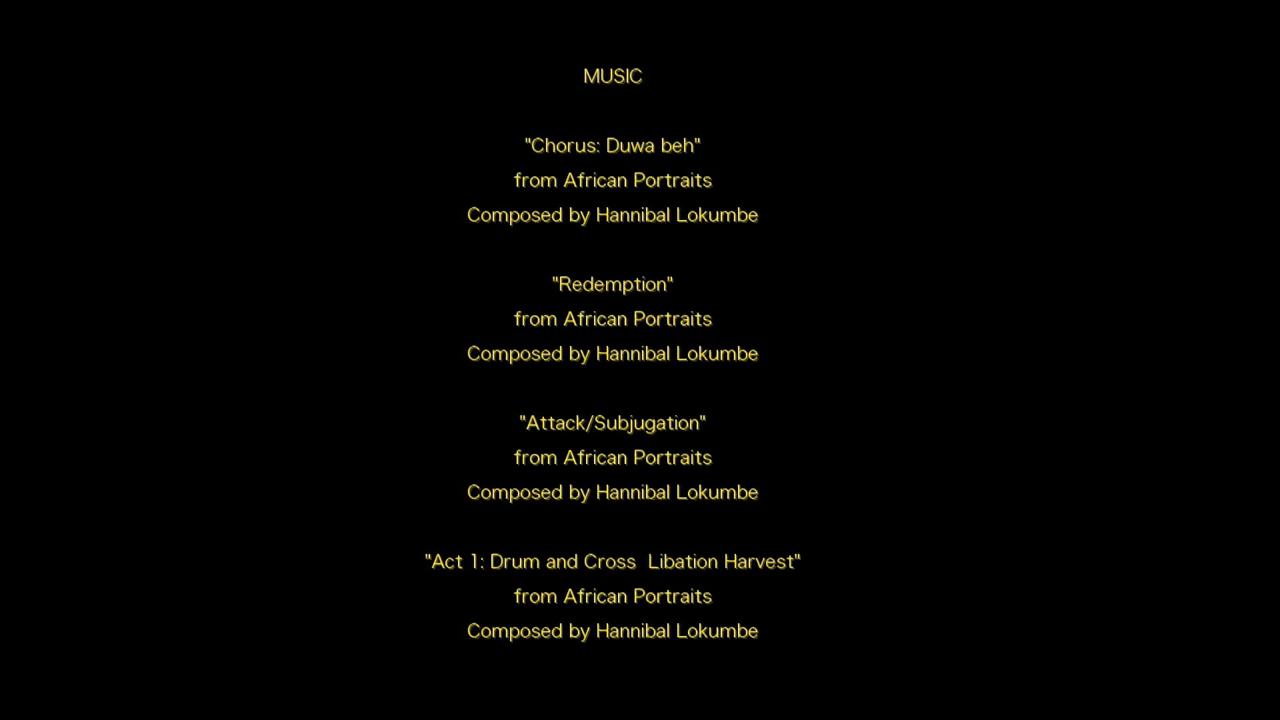 MUSIC
"Chorus: Duwa beh"
from African Portraits
Composed by Hannibal Lokumbe
"Redemption"
from African Portraits
Composed by Hannibal Lokumbe
"Attack/Subjugation"
from African Portraits
Composed by Hannibal Lokumbe
"Act 1: Drum and Cross  Libation Harvest"
from African Portraits
Composed by Hannibal Lokumbe